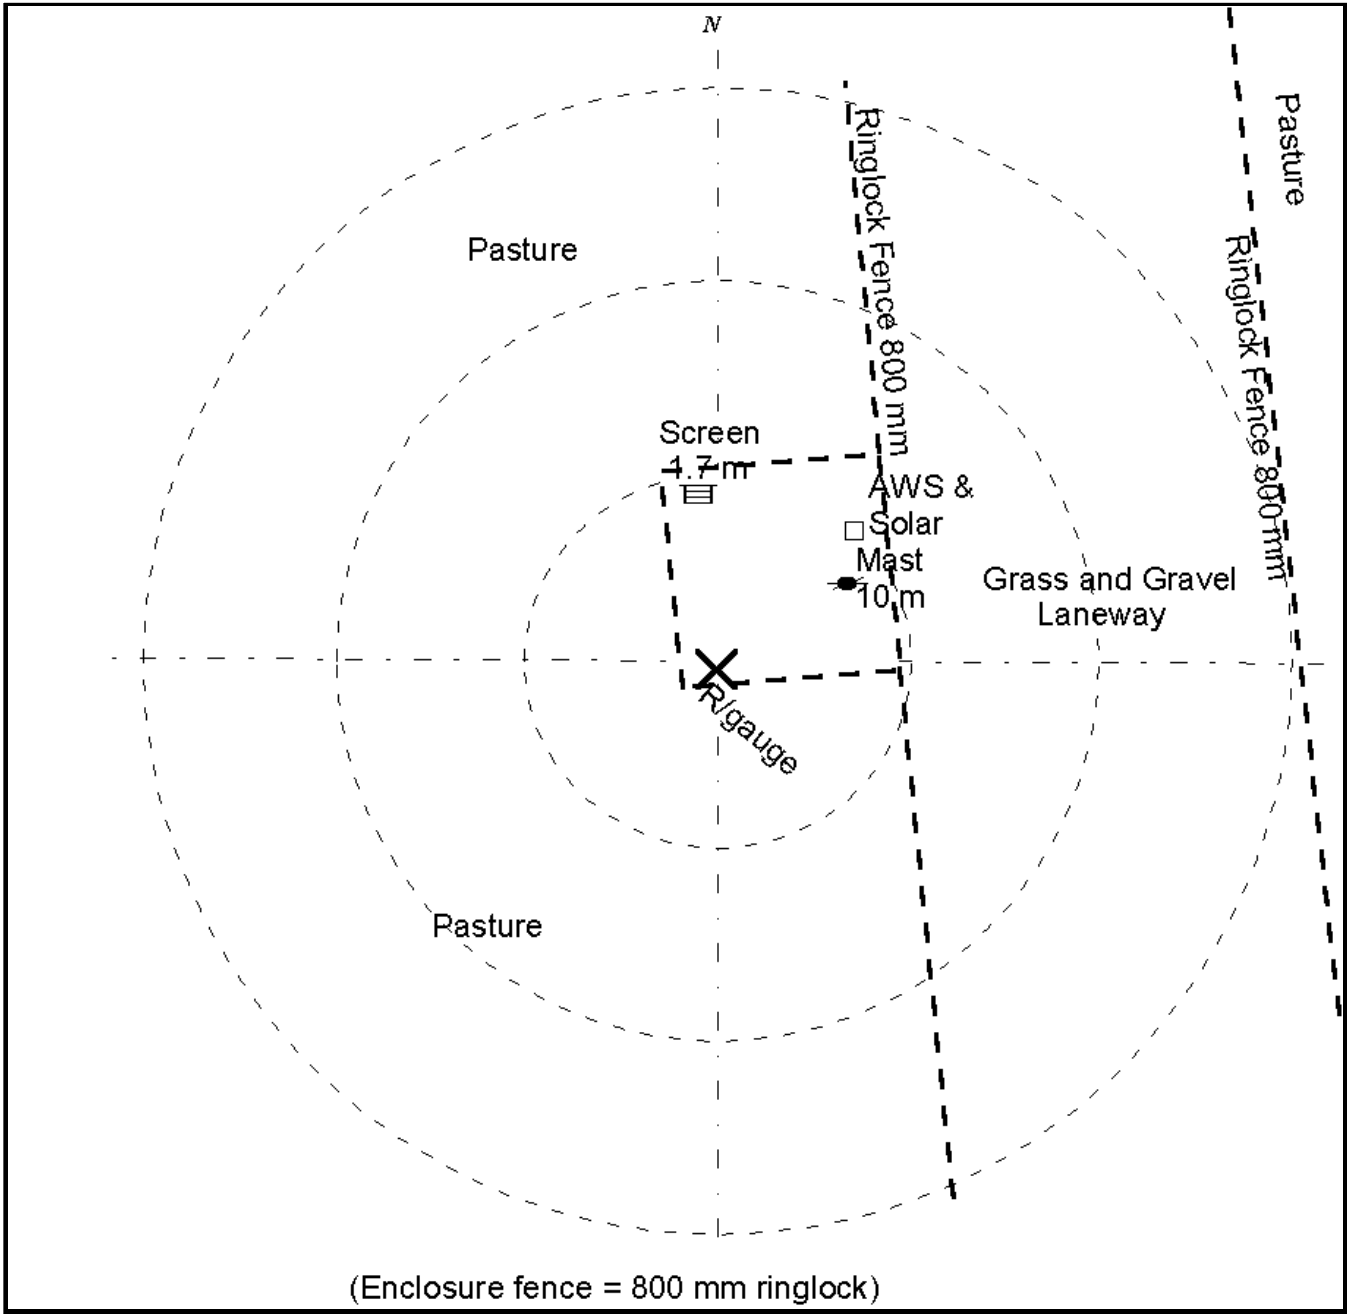 N
Pasture
Pasture
Ringlock Fence 800 mm
Ringlock Fence 800 mm
Screen
1.7 m
AWS &
Solar
Mast
10 m
Grass and Gravel
Laneway
R/gauge
Pasture
(Enclosure fence = 800 mm ringlock)